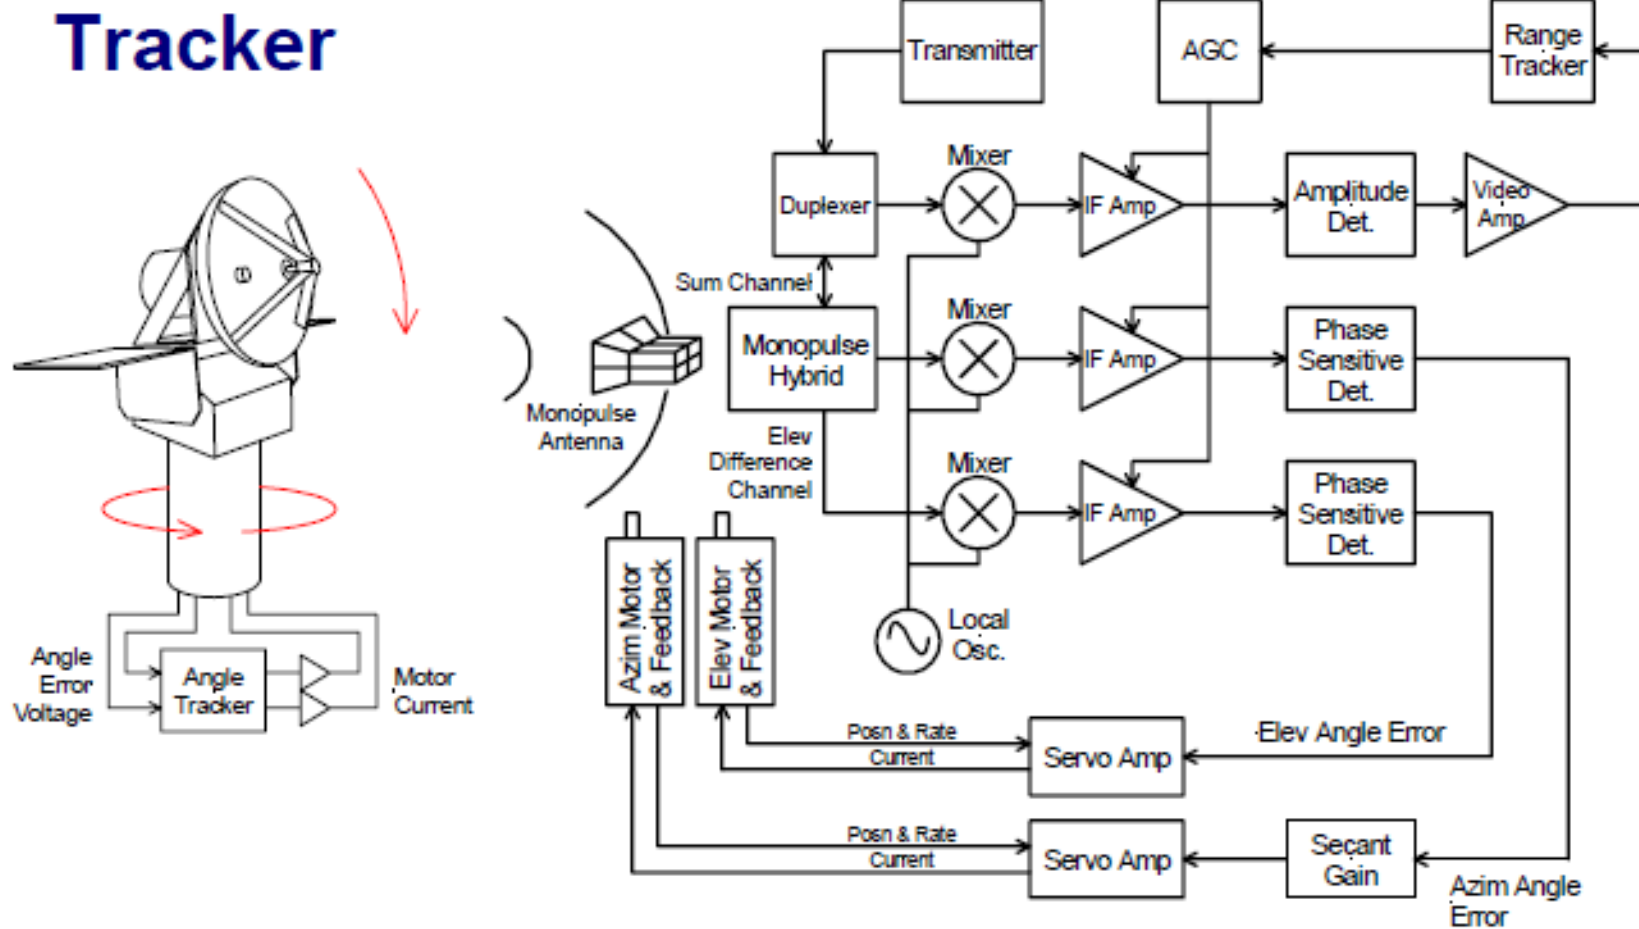 Tracker
Transmitter
AGC
Range
Tracker
Mixer
Duplexer
IF Amp
Amplitude
Det.
Video
Amp
Sum Channel
Mixer
Monopulse
Hybrid
IF Amp
Phase
Sensitive
Det.
Monopulse
Antenna
Elev
Difference
Channel
Mixer
IF Amp
Phase
Sensitive
Det.
Azim Motor
& Feedback
Elev Motor
& Feedback
Local
Osc.
Angle
Error
Voltage
Angle
Tracker
Motor
Current
Posn & Rate
Current
Servo Amp
Elev Angle Error
Posn & Rate
Current
Servo Amp
Secant
Gain
Azim Angle
Error